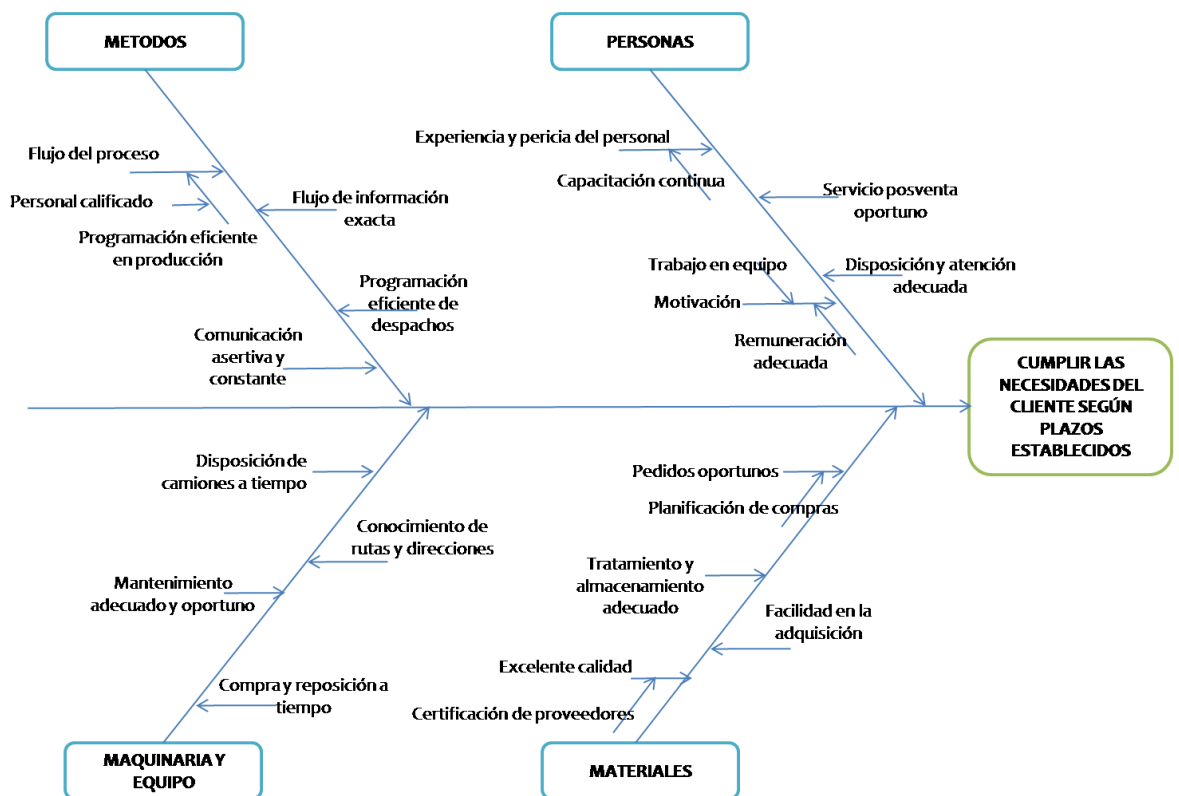 METODOS
PERSONAS
Flujo del proceso
Personal calificado
Programación eficiente
en producción
Flujo de información
exacta
Programación
eficiente de
despachos
Comunicación
asertiva y
constante
Experiencia y pericia del personal
Capacitación continua
Servicio posventa
oportuno
Trabajo en equipo
Motivación
Disposición y atención
adecuada
Remuneración
adecuada
CUMPLIR LAS
NECESIDADES DEL
CLIENTE SEGÚN
PLAZOS
ESTABLECIDOS
Disposición de
camiones a tiempo
Conocimiento de
rutas y direcciones
Mantenimiento
adecuado y oportuno
Compra y reposición a
tiempo
Pedidos oportunos
Planificación de compras
Tratamiento y
almacenamiento
adecuado
Facilidad en la
adquisición
Excelente calidad
Certificación de proveedores
MAQUINARIA Y
EQUIPO
MATERIALES